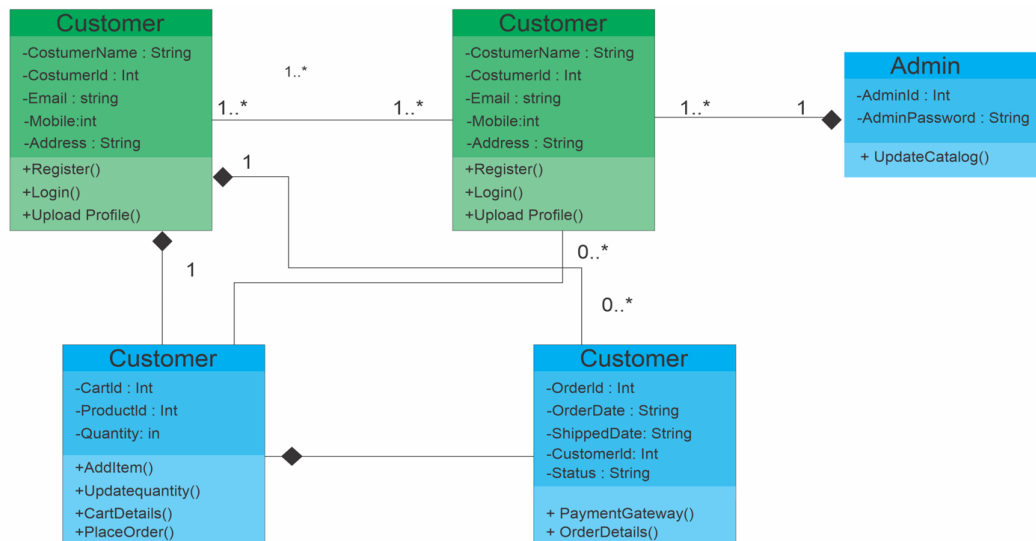 Customer
-CostumerName : String
-CostumerId : Int
-Email : string
-Mobile:int
-Address : String
+Register()
+Login()
+Upload Profile()
1..*
1..*
1..*
Customer
-CostumerName : String
-CostumerId : Int
-Email : string
-Mobile:int
-Address : String
+Register()
+Login()
+Upload Profile()
1..*
1
Admin
-AdminId : Int
-AdminPassword : String
+ UpdateCatalog()
1
1
0..*
0..*
Customer
-CartId : Int
-ProductId : Int
-Quantity: in
+AddItem()
+Updatequantity()
+CartDetails()
+PlaceOrder()
Customer
-OrderId : Int
-OrderDate : String
-ShippedDate: String
-CustomerId: Int
-Status : String
+ PaymentGateway()
+ OrderDetails()